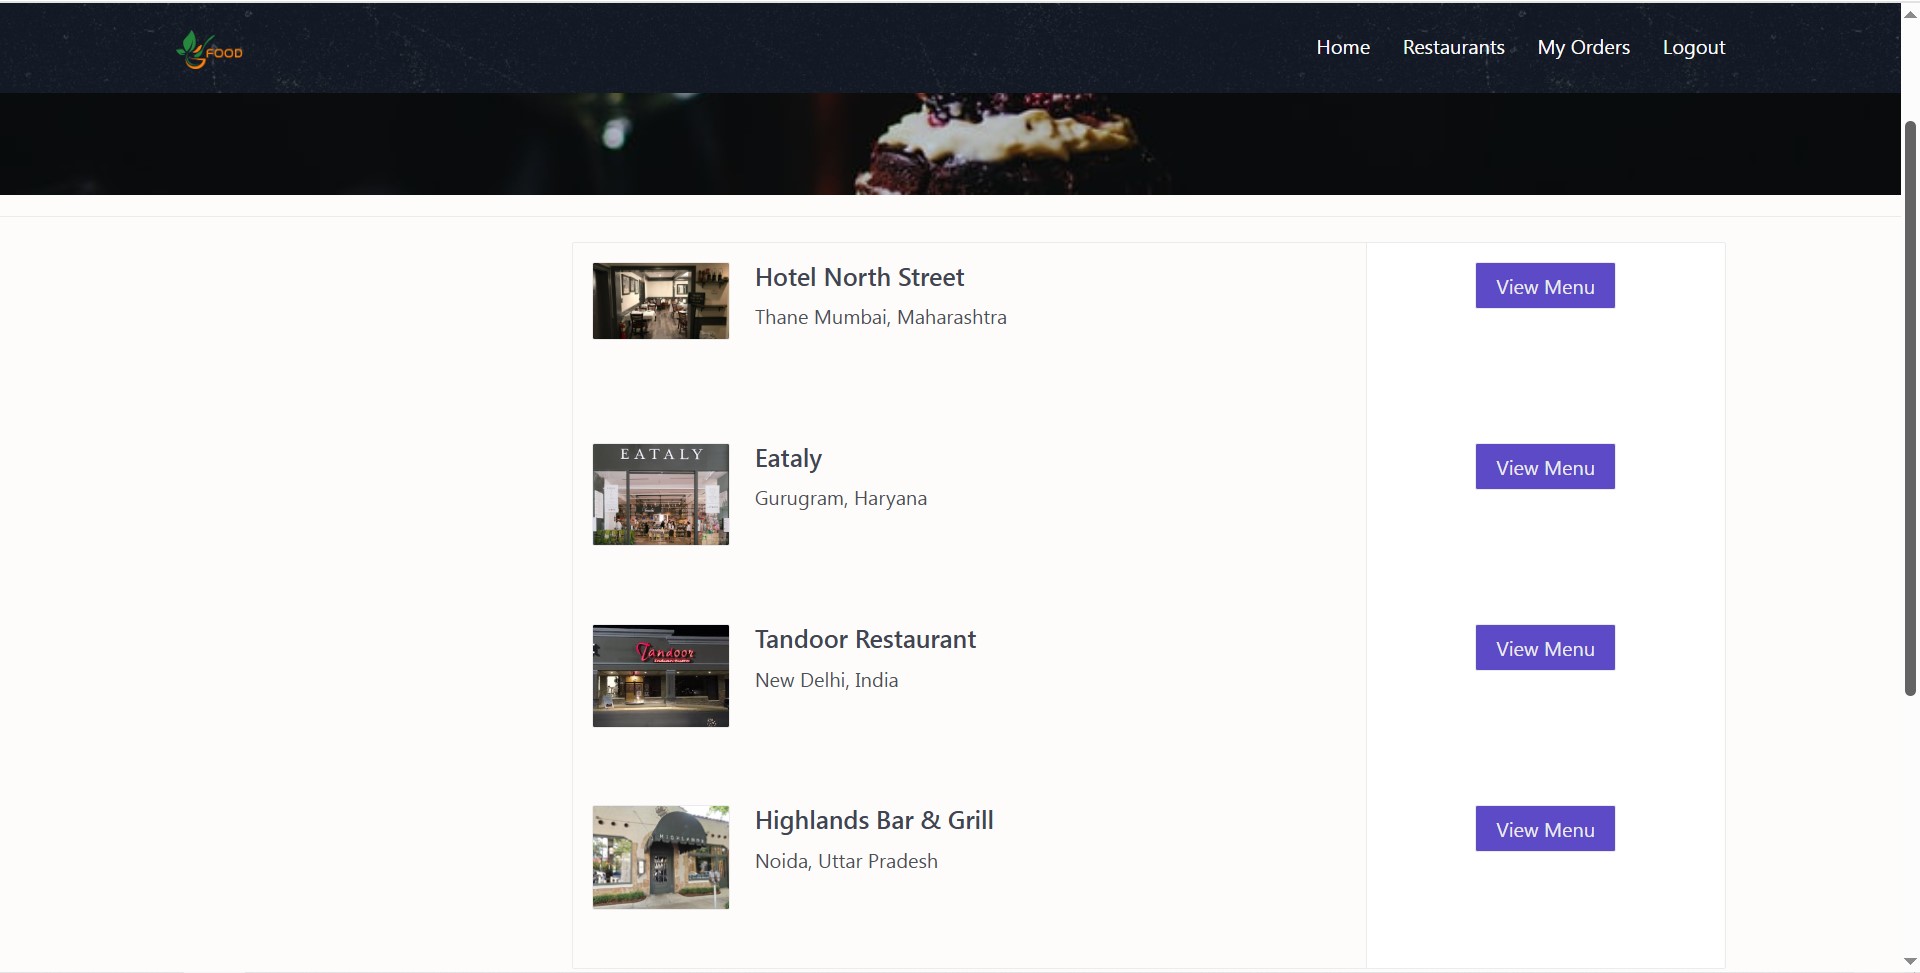 FOOD
Home Restaurants My Orders Logout
Hotel North Street
Thane Mumbai, Maharashtra
View Menu
EATALY
Eataly
Gurugram, Haryana
View Menu
Tandoor
Tandoor Restaurant
New Delhi, India
View Menu
HIGHLANDS
Highlands Bar & Grill
Noida, Uttar Pradesh
View Menu